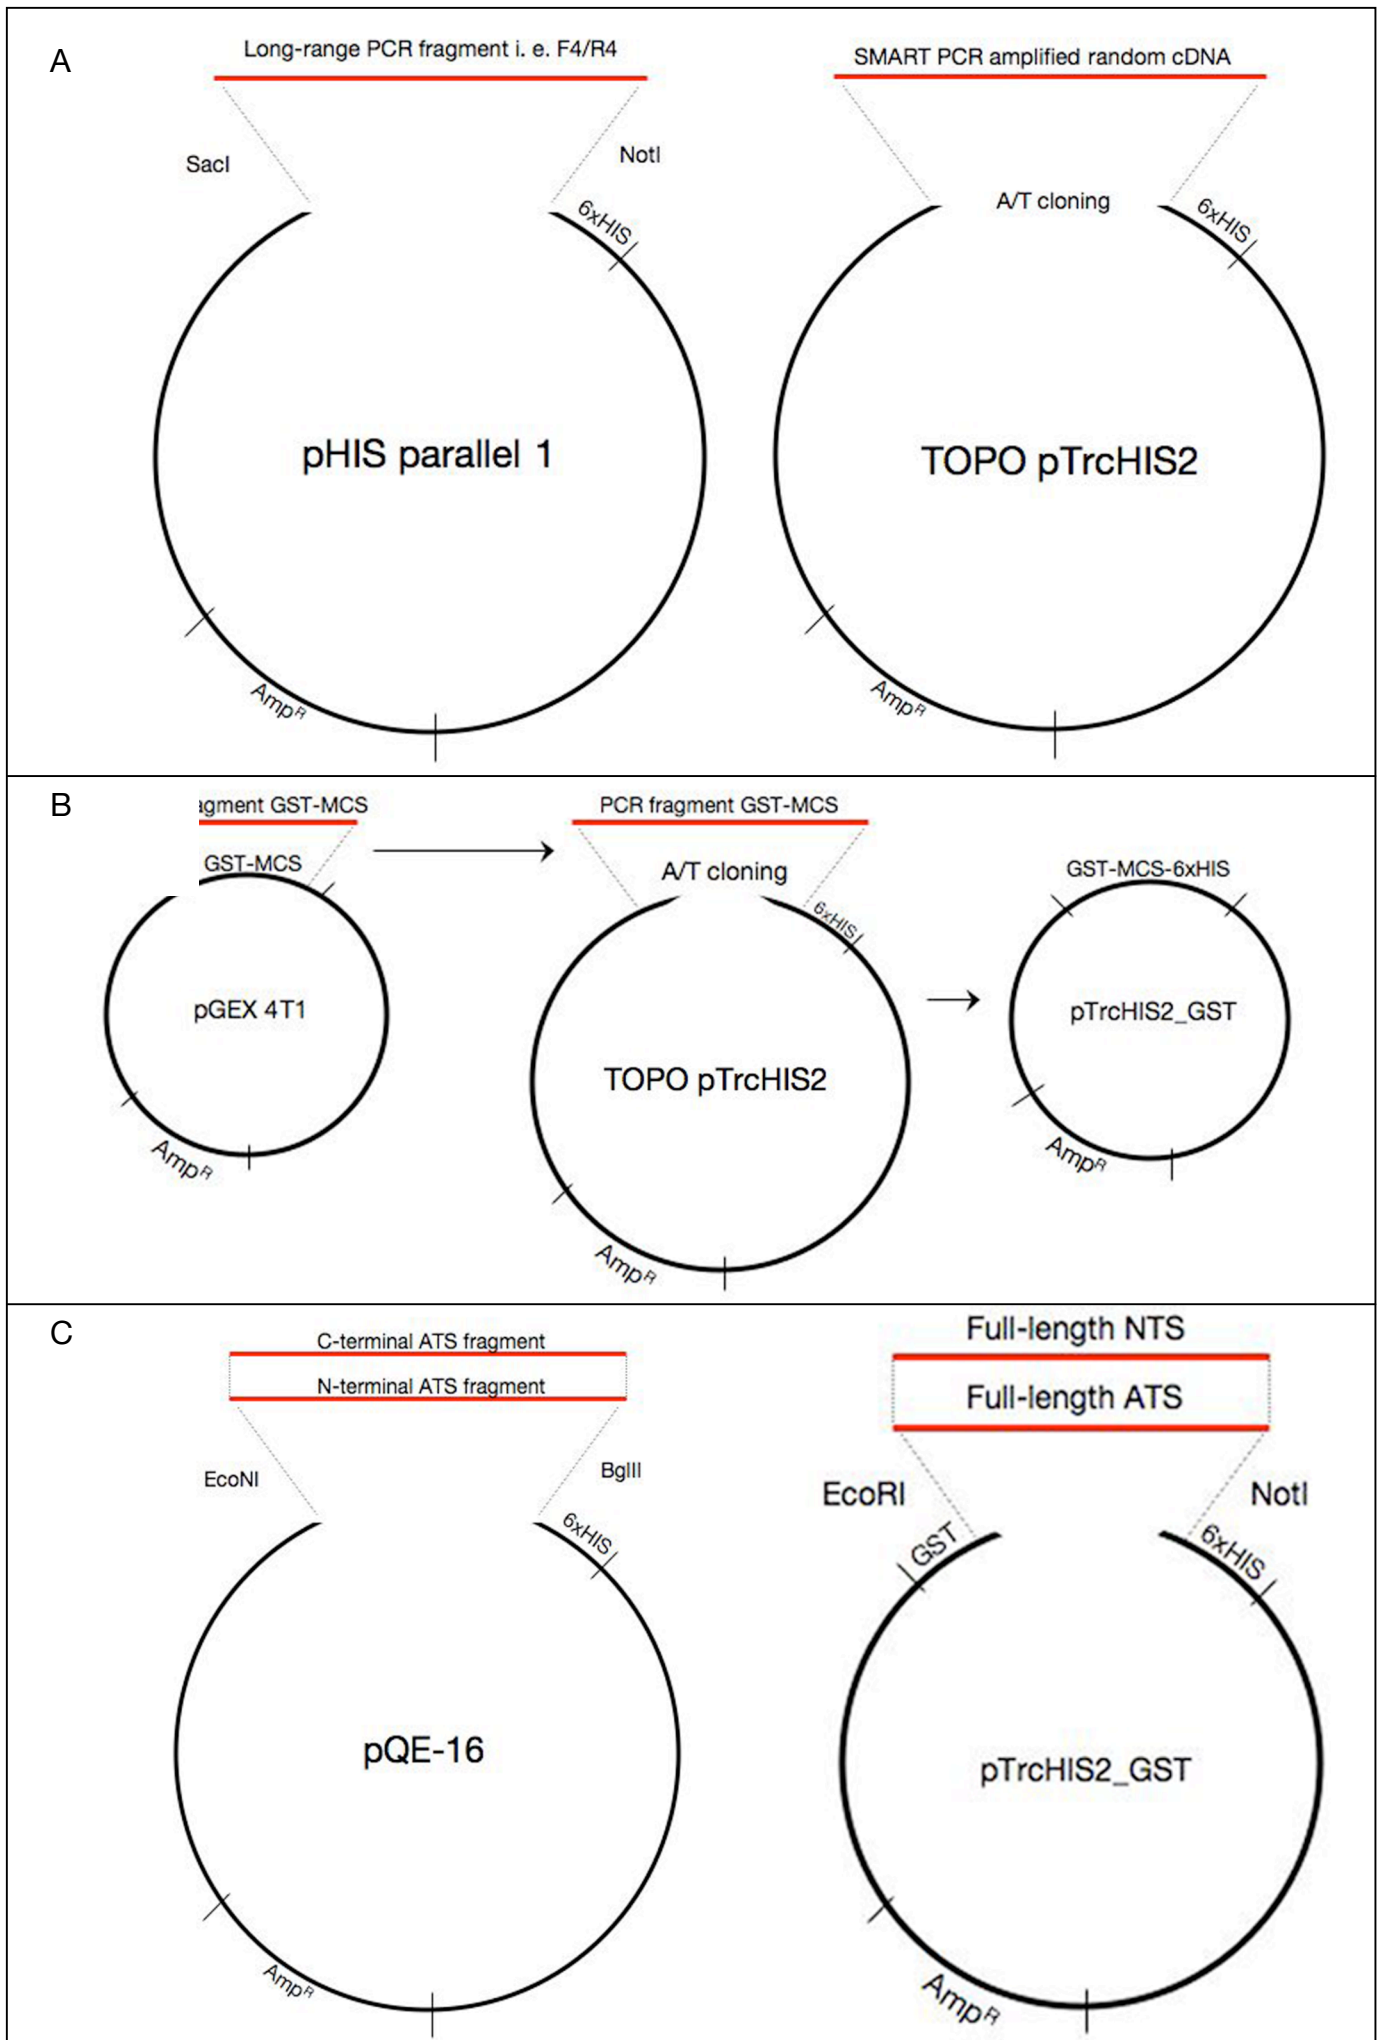 A
Long-range PCR fragment i. e. F4/R4
SacI
NotI
6xHIS
pHIS parallel 1
AmpR
SMART PCR amplified random cDNA
A/T cloning
6xHIS
TOPO pTrcHIS2
AmpR
B
agment GST-MCS
GST-MCS
pGEX 4T1
AmpR
PCR fragment GST-MCS
A/T cloning
6xHIS
TOPO pTrcHIS2
AmpR
GST-MCS-6xHIS
pTrcHIS2_GST
AmpR
C
C-terminal ATS fragment
N-terminal ATS fragment
EcoNI
BglII
6xHIS
pQE-16
AmpR
Full-length NTS
Full-length ATS
EcoRI
NotI
GST
6xHIS
pTrcHIS2_GST
AmpR